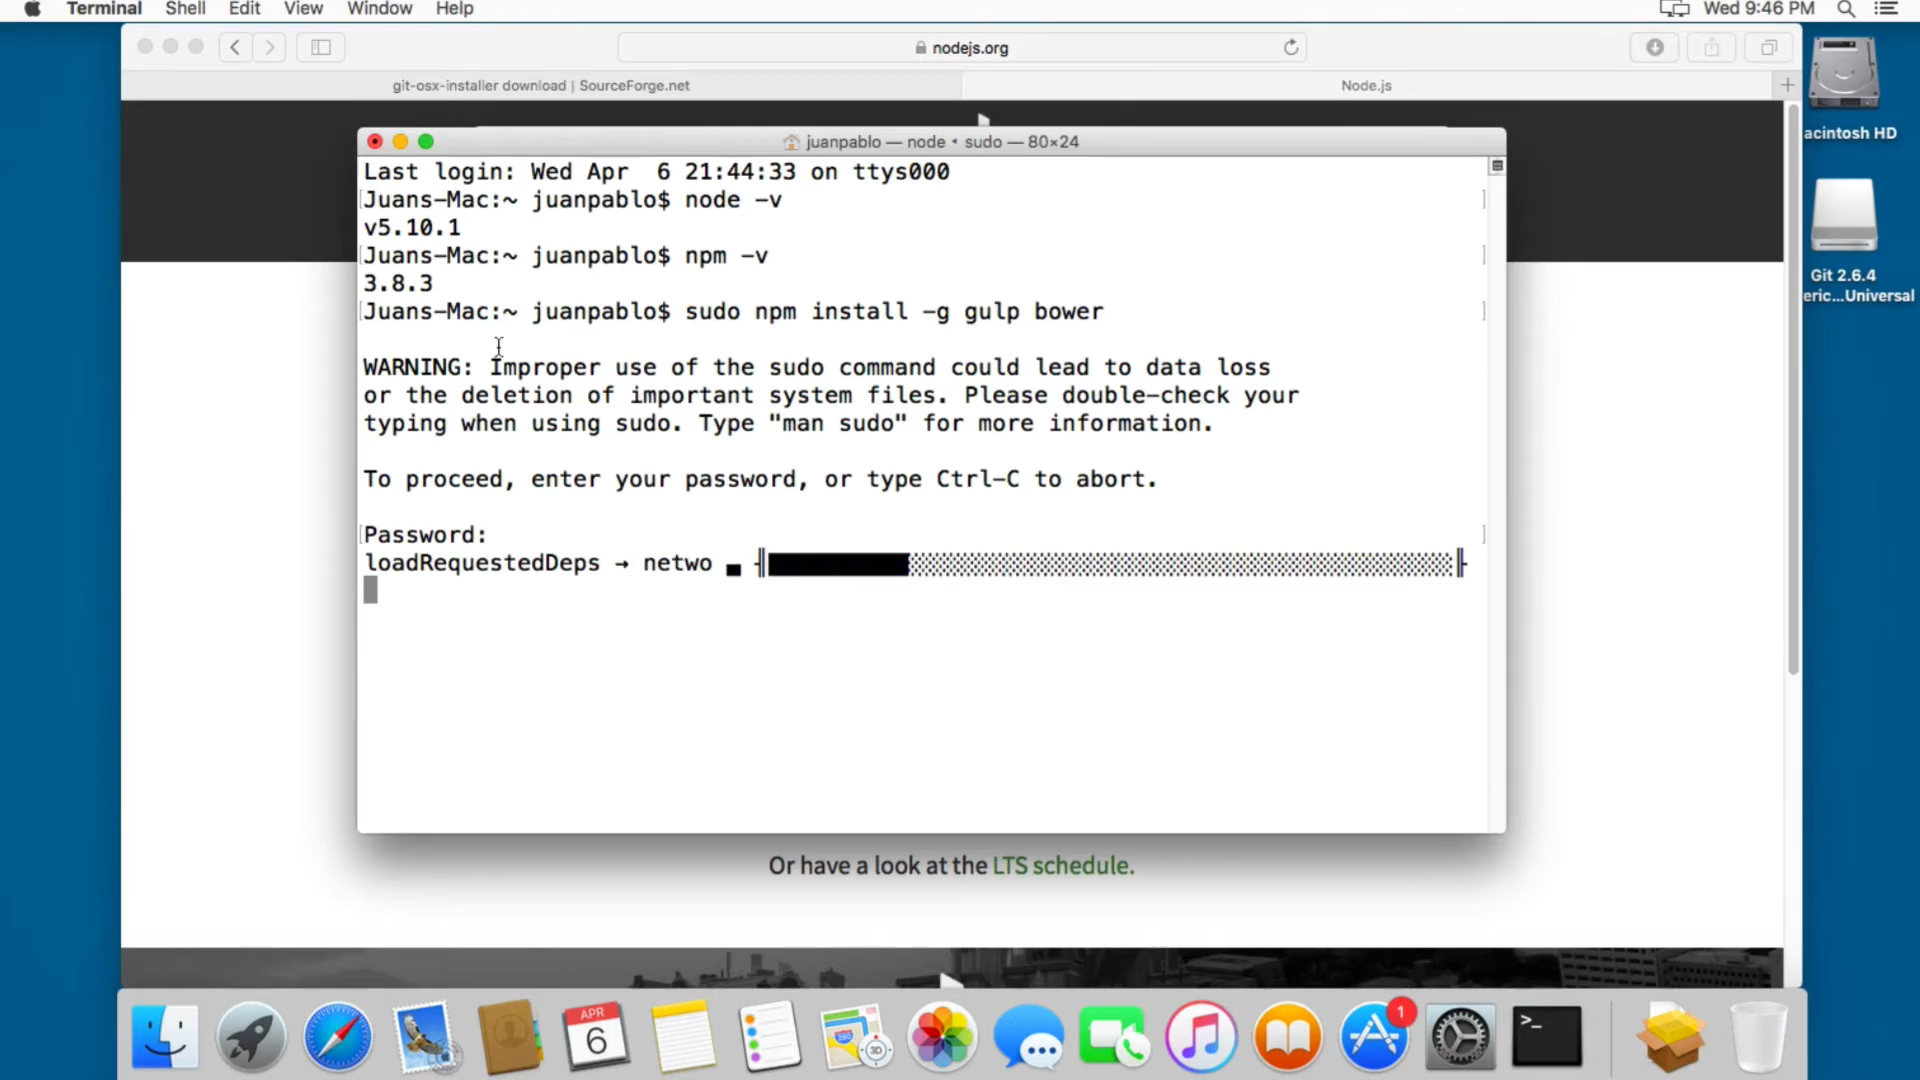 Terminal Shell Edit View Window Help Wed 9:46 PM
nodejs.org
git-osx-installer download | SourceForge.net Node.js
acintosh HD
juanpablo — node • sudo — 80×24
Last login: Wed Apr  6 21:44:33 on ttys000
Juans-Mac:~ juanpablo$ node -v
v5.10.1
Juans-Mac:~ juanpablo$ npm -v
3.8.3
Juans-Mac:~ juanpablo$ sudo npm install -g gulp bower
WARNING: Improper use of the sudo command could lead to data loss
or the deletion of important system files. Please double-check your
typing when using sudo. Type "man sudo" for more information.
To proceed, enter your password, or type Ctrl-C to abort.
Password:
loadRequestedDeps → netwo
Git 2.6.4
eric...Universal
Or have a look at the LTS schedule.
APR
6
3D
1
>_